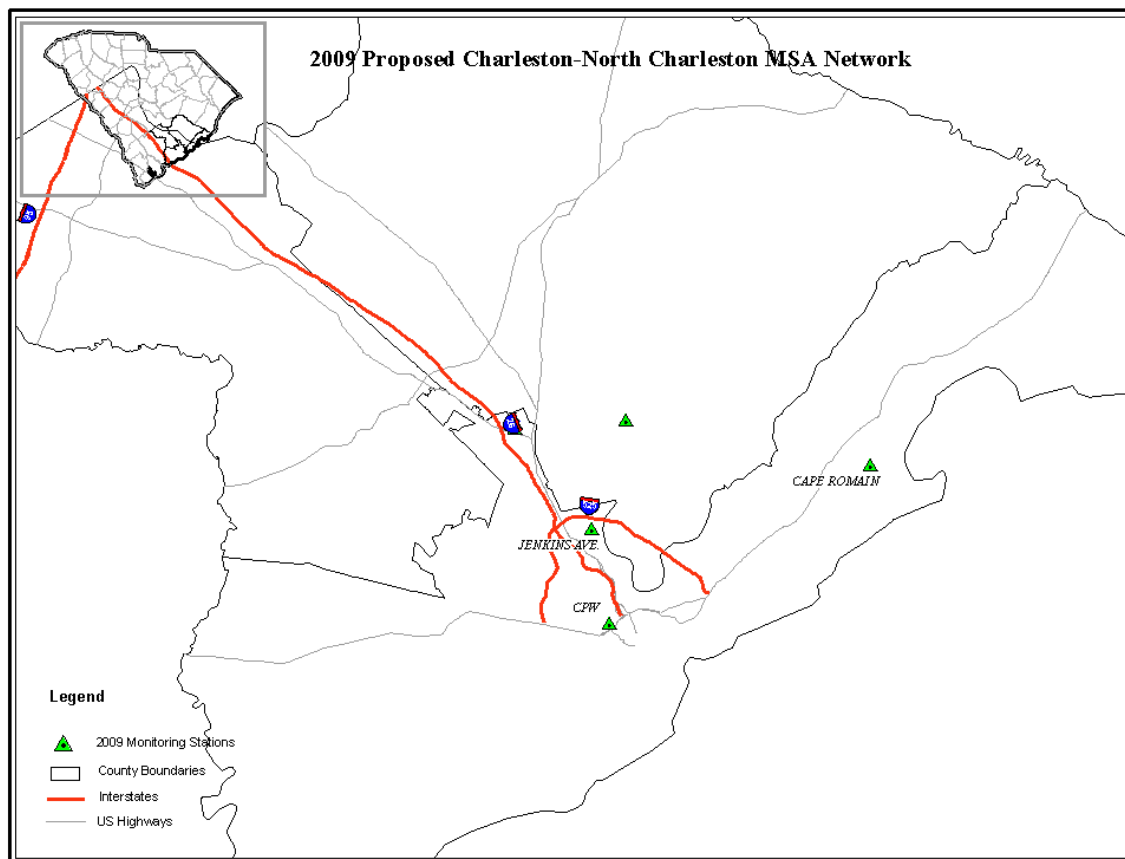 2009 Proposed Charleston-North Charleston MSA Network
CAPE ROMAIN
JENKINS AVE.
CPW
Legend
2009 Monitoring Stations
County Boundaries
Interstates
US Highways